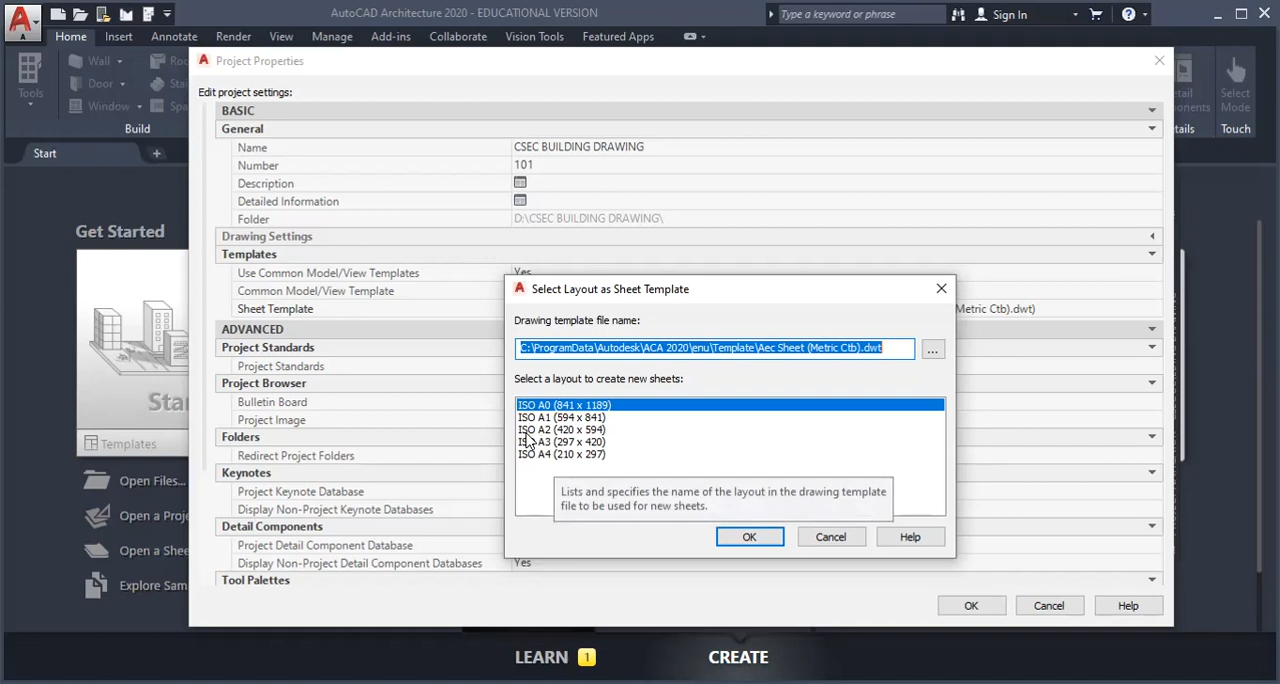 AutoCAD Architecture 2020 - EDUCATIONAL VERSION
Type a keyword or phrase
Sign In
Home Insert Annotate Render View Manage Add-ins Collaborate Vision Tools Featured Apps
Tools
Wall
Door
Window
Build
Select
Mode
Touch
Start
Project Properties
Edit project settings:
BASIC
General
Name CSEC BUILDING DRAWING
Number 101
Description
Detailed Information
Folder D:\CSEC BUILDING DRAWING\
Drawing Settings
Templates
Use Common Model/View Templates Yes
Common Model/View Template
Sheet Template Metric Ctb).dwt)
ADVANCED
Project Standards
Project Standards
Project Browser
Bulletin Board
Project Image
Folders
Redirect Project Folders
Keynotes
Project Keynote Database
Display Non-Project Keynote Databases
Detail Components
Project Detail Component Database
Display Non-Project Detail Component Databases Yes
Tool Palettes
OK Cancel Help
Select Layout as Sheet Template
Drawing template file name:
C:\ProgramData\Autodesk\ACA 2020\enu\Template\Aec Sheet (Metric Ctb).dwt
...
Select a layout to create new sheets:
ISO A0 (841 x 1189)
ISO A1 (594 x 841)
ISO A2 (420 x 594)
ISO A3 (297 x 420)
ISO A4 (210 x 297)
Lists and specifies the name of the layout in the drawing template
file to be used for new sheets.
OK Cancel Help
Get Started
Templates
Open Files...
Open a
Open a
Explore
LEARN 1
CREATE